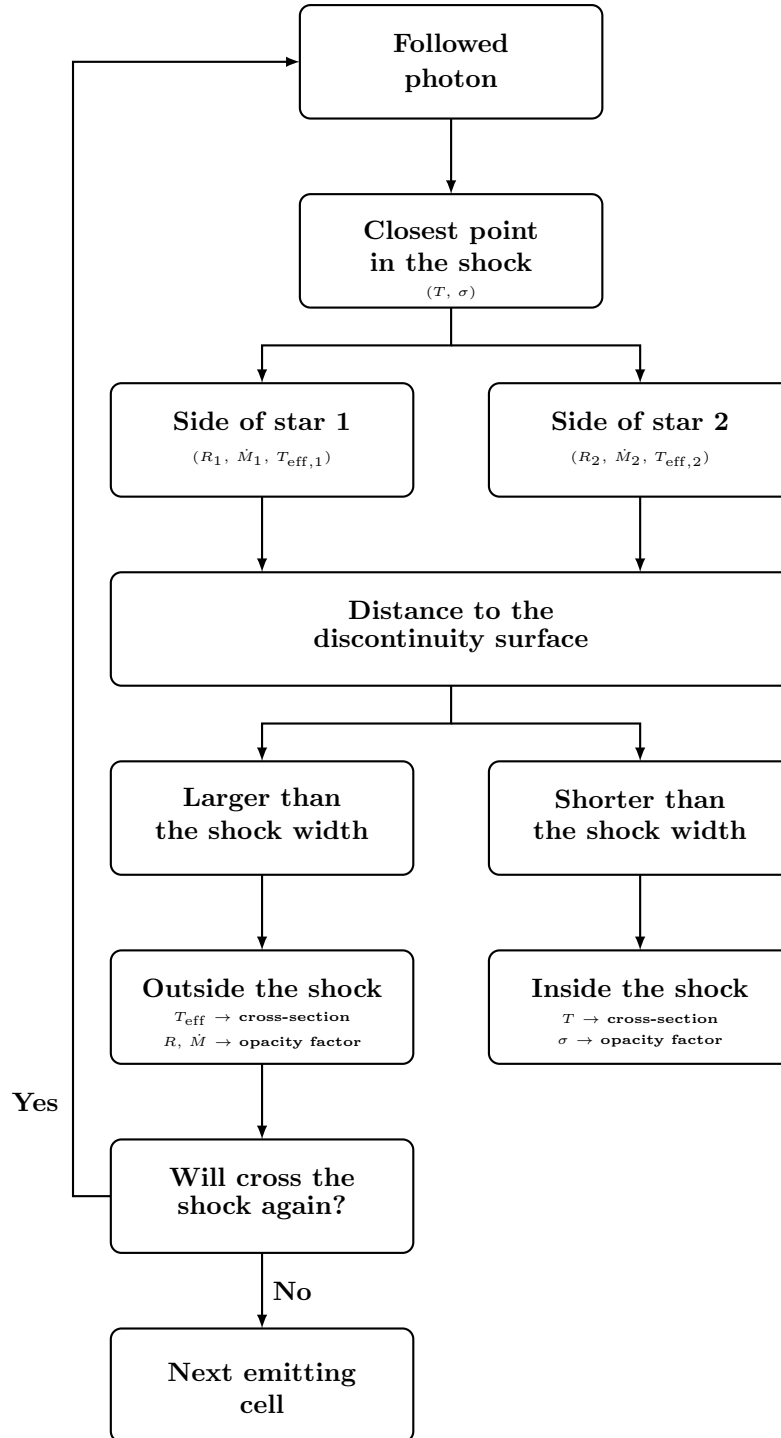 Followed
photon
Closest point
in the shock
(T, σ)
Side of star 1
(R₁, Ṁ₁, T_eff,1)
Side of star 2
(R₂, Ṁ₂, T_eff,2)
Distance to the
discontinuity surface
Larger than
the shock width
Shorter than
the shock width
Outside the shock
T_eff → cross-section
R, Ṁ → opacity factor
Inside the shock
T → cross-section
σ → opacity factor
Yes
Will cross the
shock again?
No
Next emitting
cell